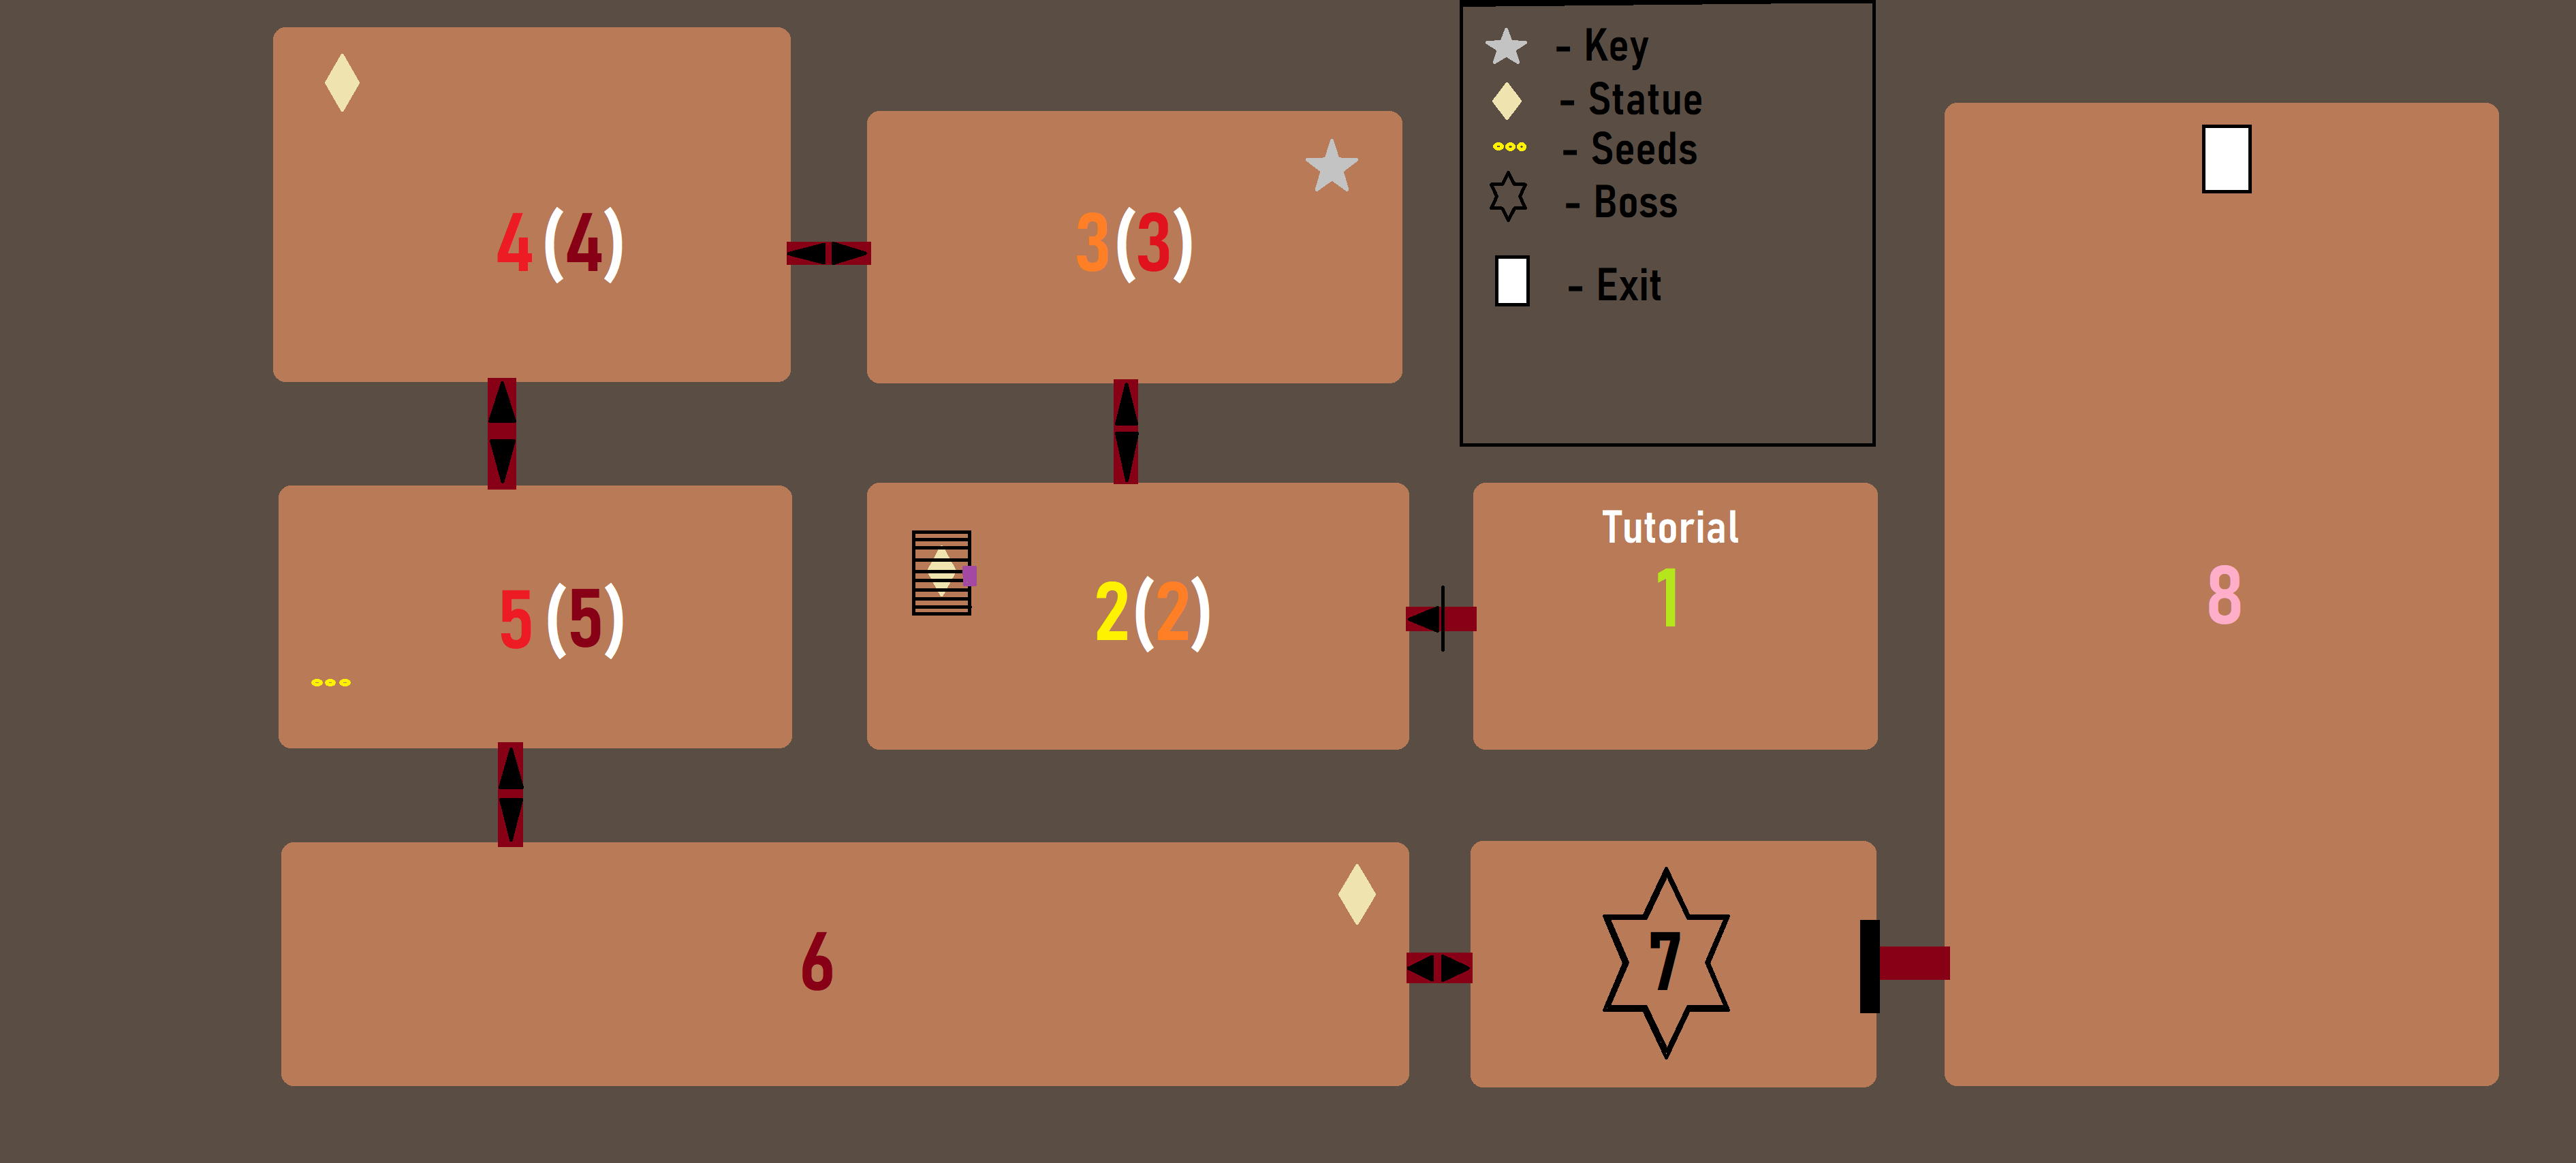 - Key
- Statue
- Seeds
- Boss
- Exit
4(4)
3(3)
5(5)
2(2)
Tutorial
1
8
6
7